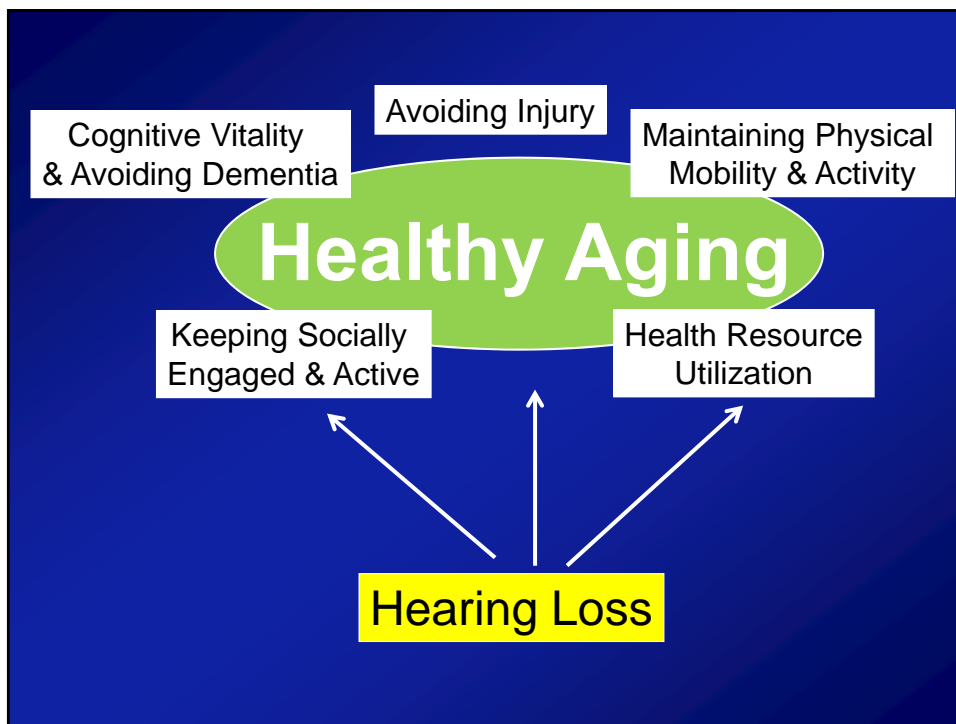 Avoiding Injury
Cognitive Vitality
& Avoiding Dementia
Maintaining Physical
Mobility & Activity
Healthy Aging
Keeping Socially
Engaged & Active
Health Resource
Utilization
Hearing Loss